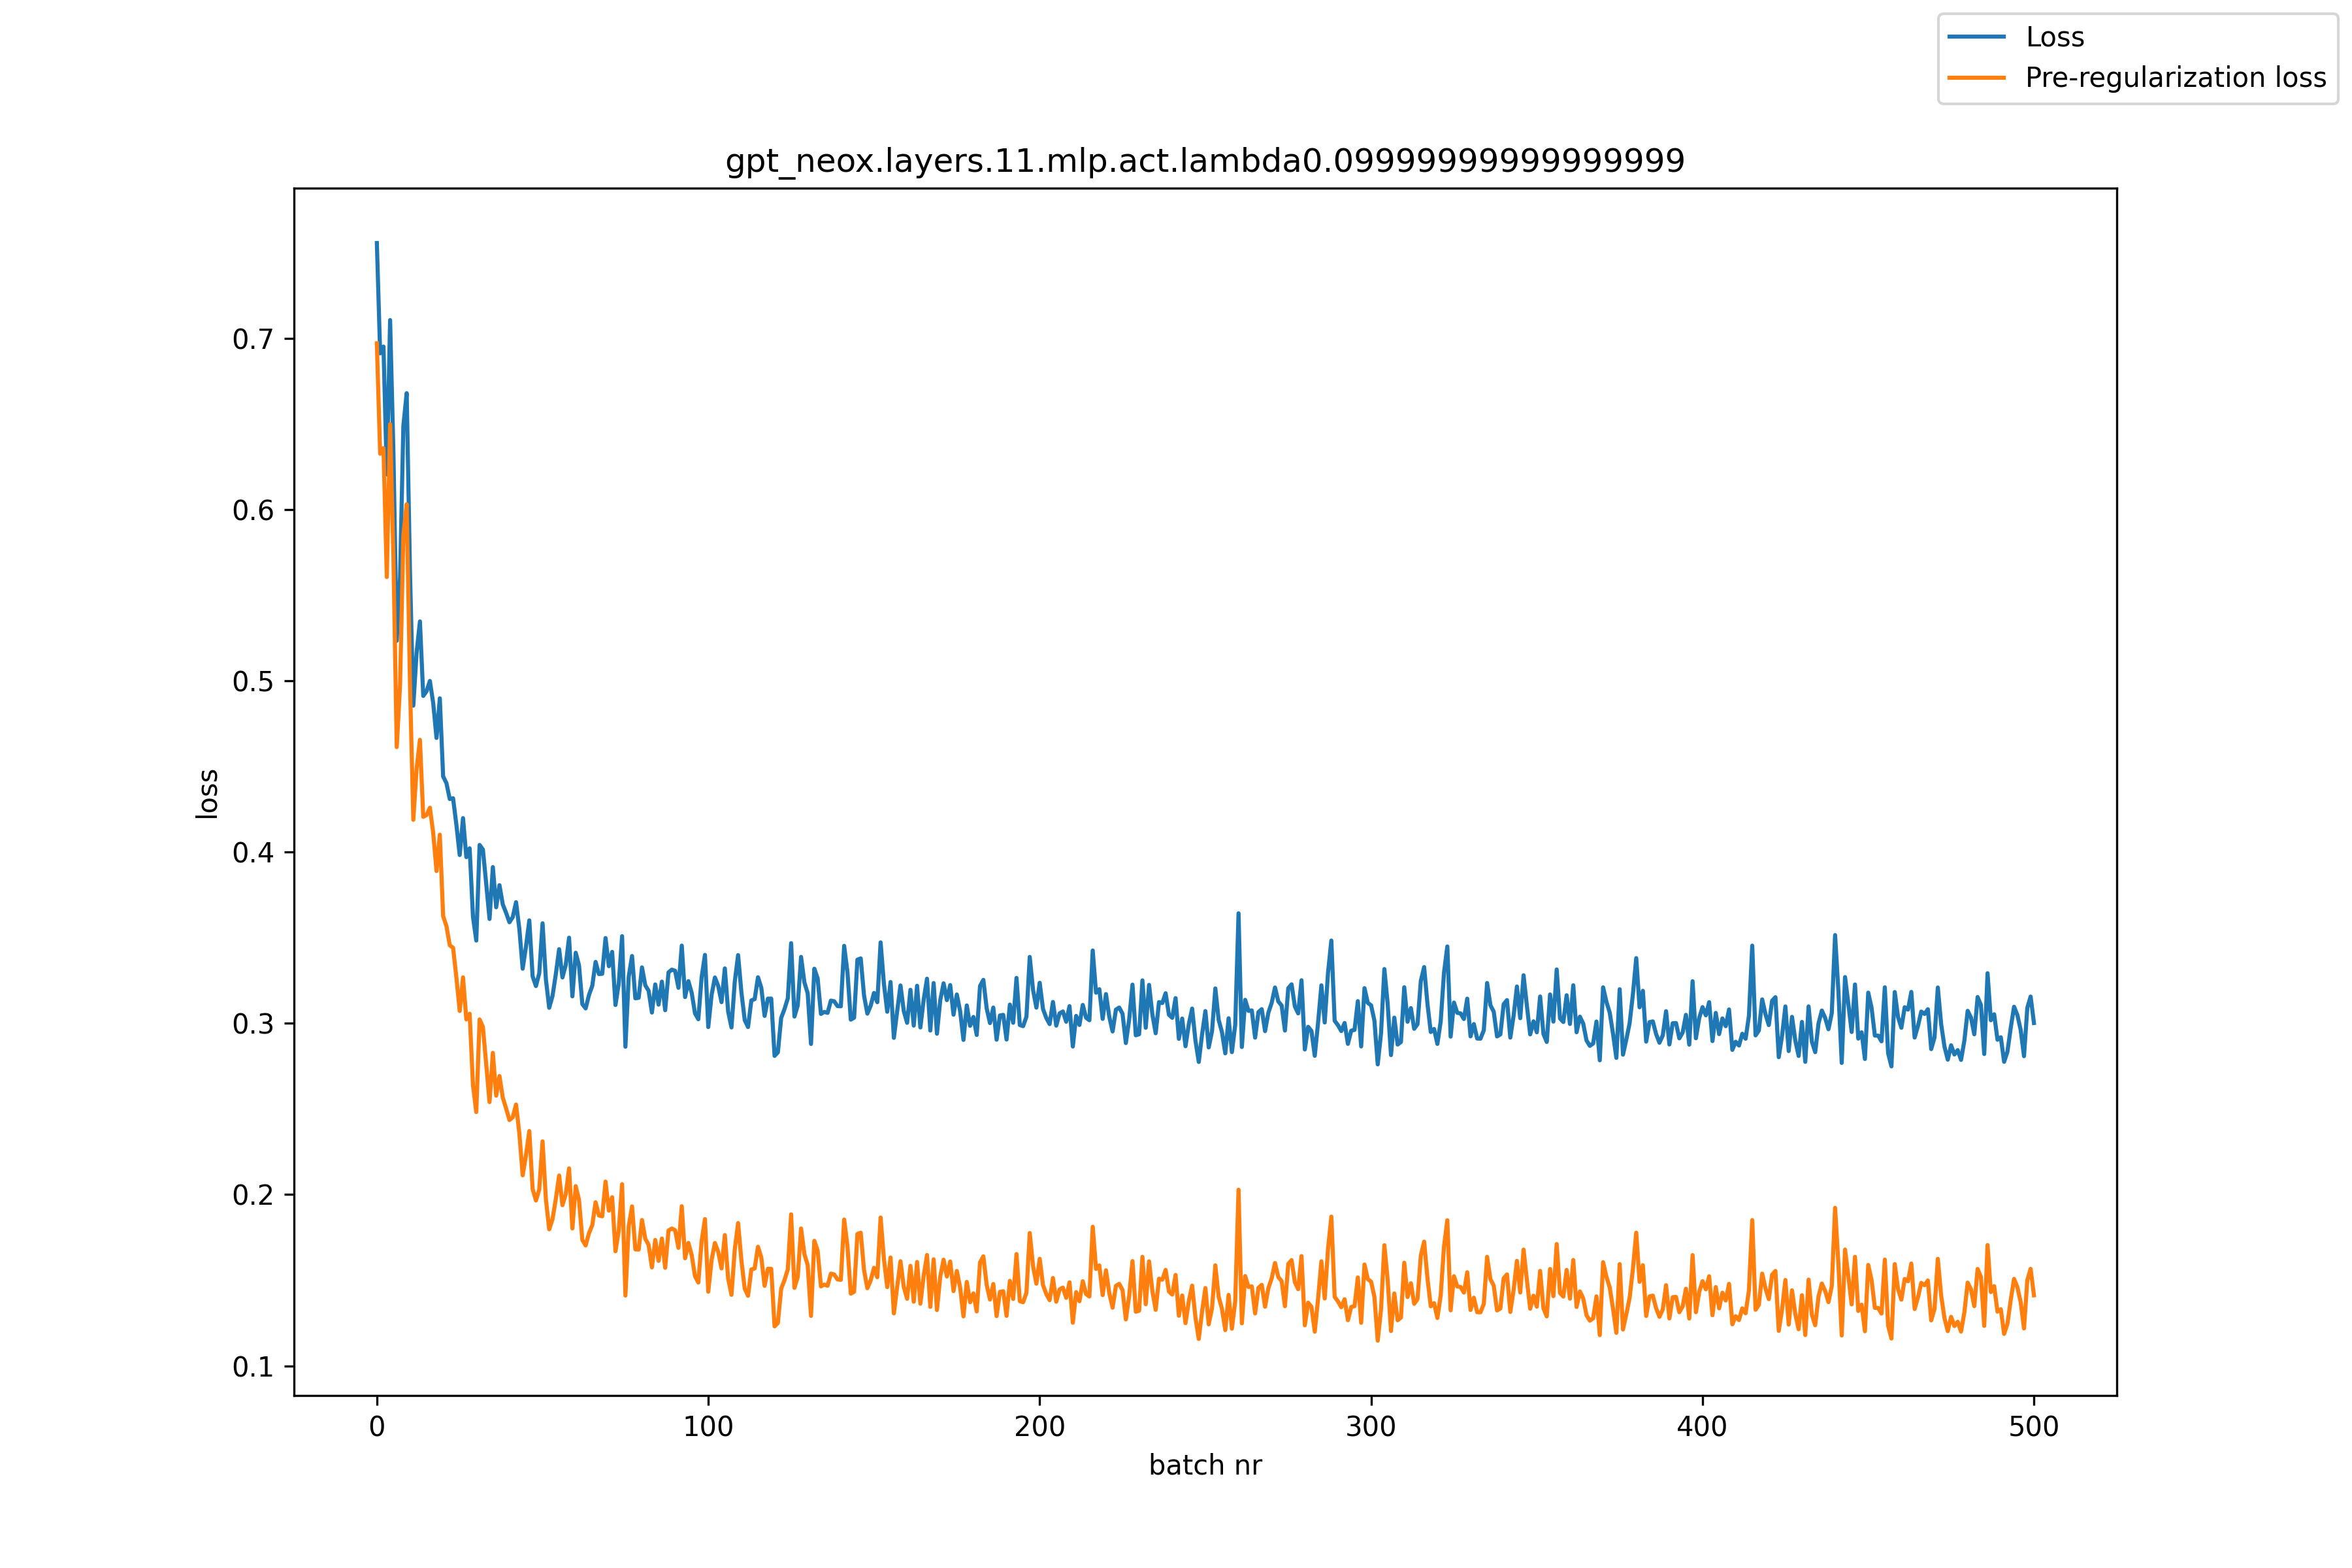 Loss
Pre-regularization loss
gpt_neox.layers.11.mlp.act.lambda0.09999999999999999
loss
0.7
0.6
0.5
0.4
0.3
0.2
0.1
0
100
200
300
400
500
batch nr